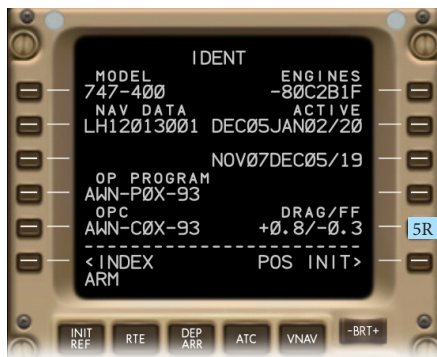 IDENT
MODEL ENGINES
747-400 -80C2B1F
NAV DATA ACTIVE
LH12013001 DEC05JAN02/20
NOV07DEC05/19
OP PROGRAM
AWN-P0X-93
OPC DRAG/FF
AWN-C0X-93 +0.8/-0.3
5R
<INDEX POS INIT>
ARM
INIT REF RTE DEP ARR ATC VNAV -BRT+